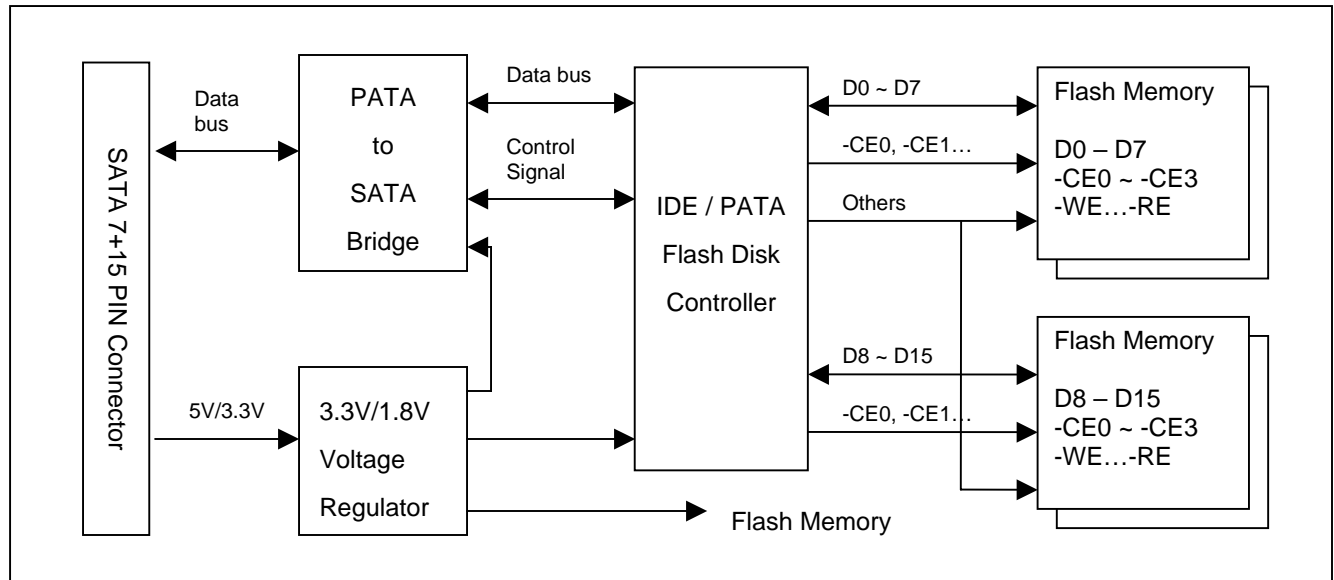 SATA 7+15 PIN Connector
Data
bus
5V/3.3V
PATA
to
SATA
Bridge
3.3V/1.8V
Voltage
Regulator
Data bus
Control
Signal
IDE / PATA
Flash Disk
Controller
D0 ~ D7
-CE0, -CE1…
Others
D8 ~ D15
-CE0, -CE1…
Flash Memory
Flash Memory
D0 – D7
-CE0 ~ -CE3
-WE…-RE
Flash Memory
D8 – D15
-CE0 ~ -CE3
-WE…-RE